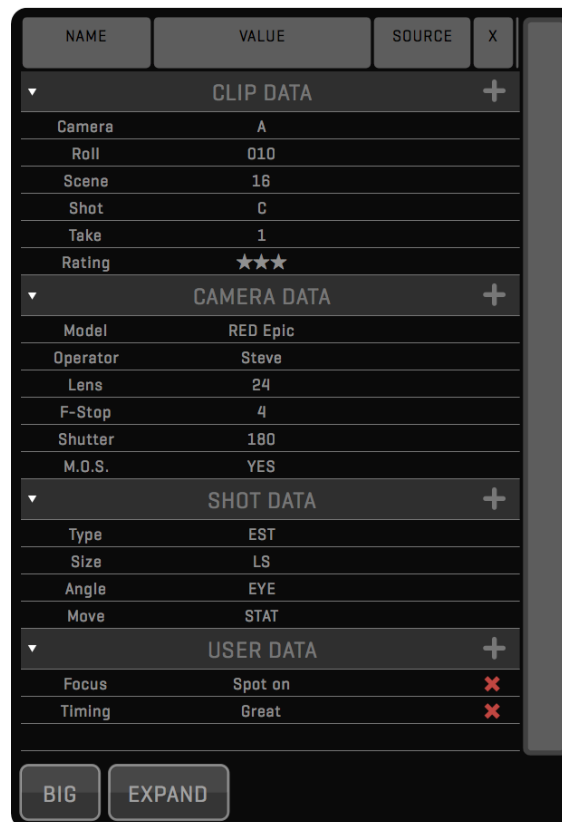 NAME VALUE SOURCE X
CLIP DATA
Camera A
Roll 010
Scene 16
Shot C
Take 1
Rating ★★★
CAMERA DATA
Model RED Epic
Operator Steve
Lens 24
F-Stop 4
Shutter 180
M.O.S. YES
SHOT DATA
Type EST
Size LS
Angle EYE
Move STAT
USER DATA
Focus Spot on
Timing Great
BIG EXPAND